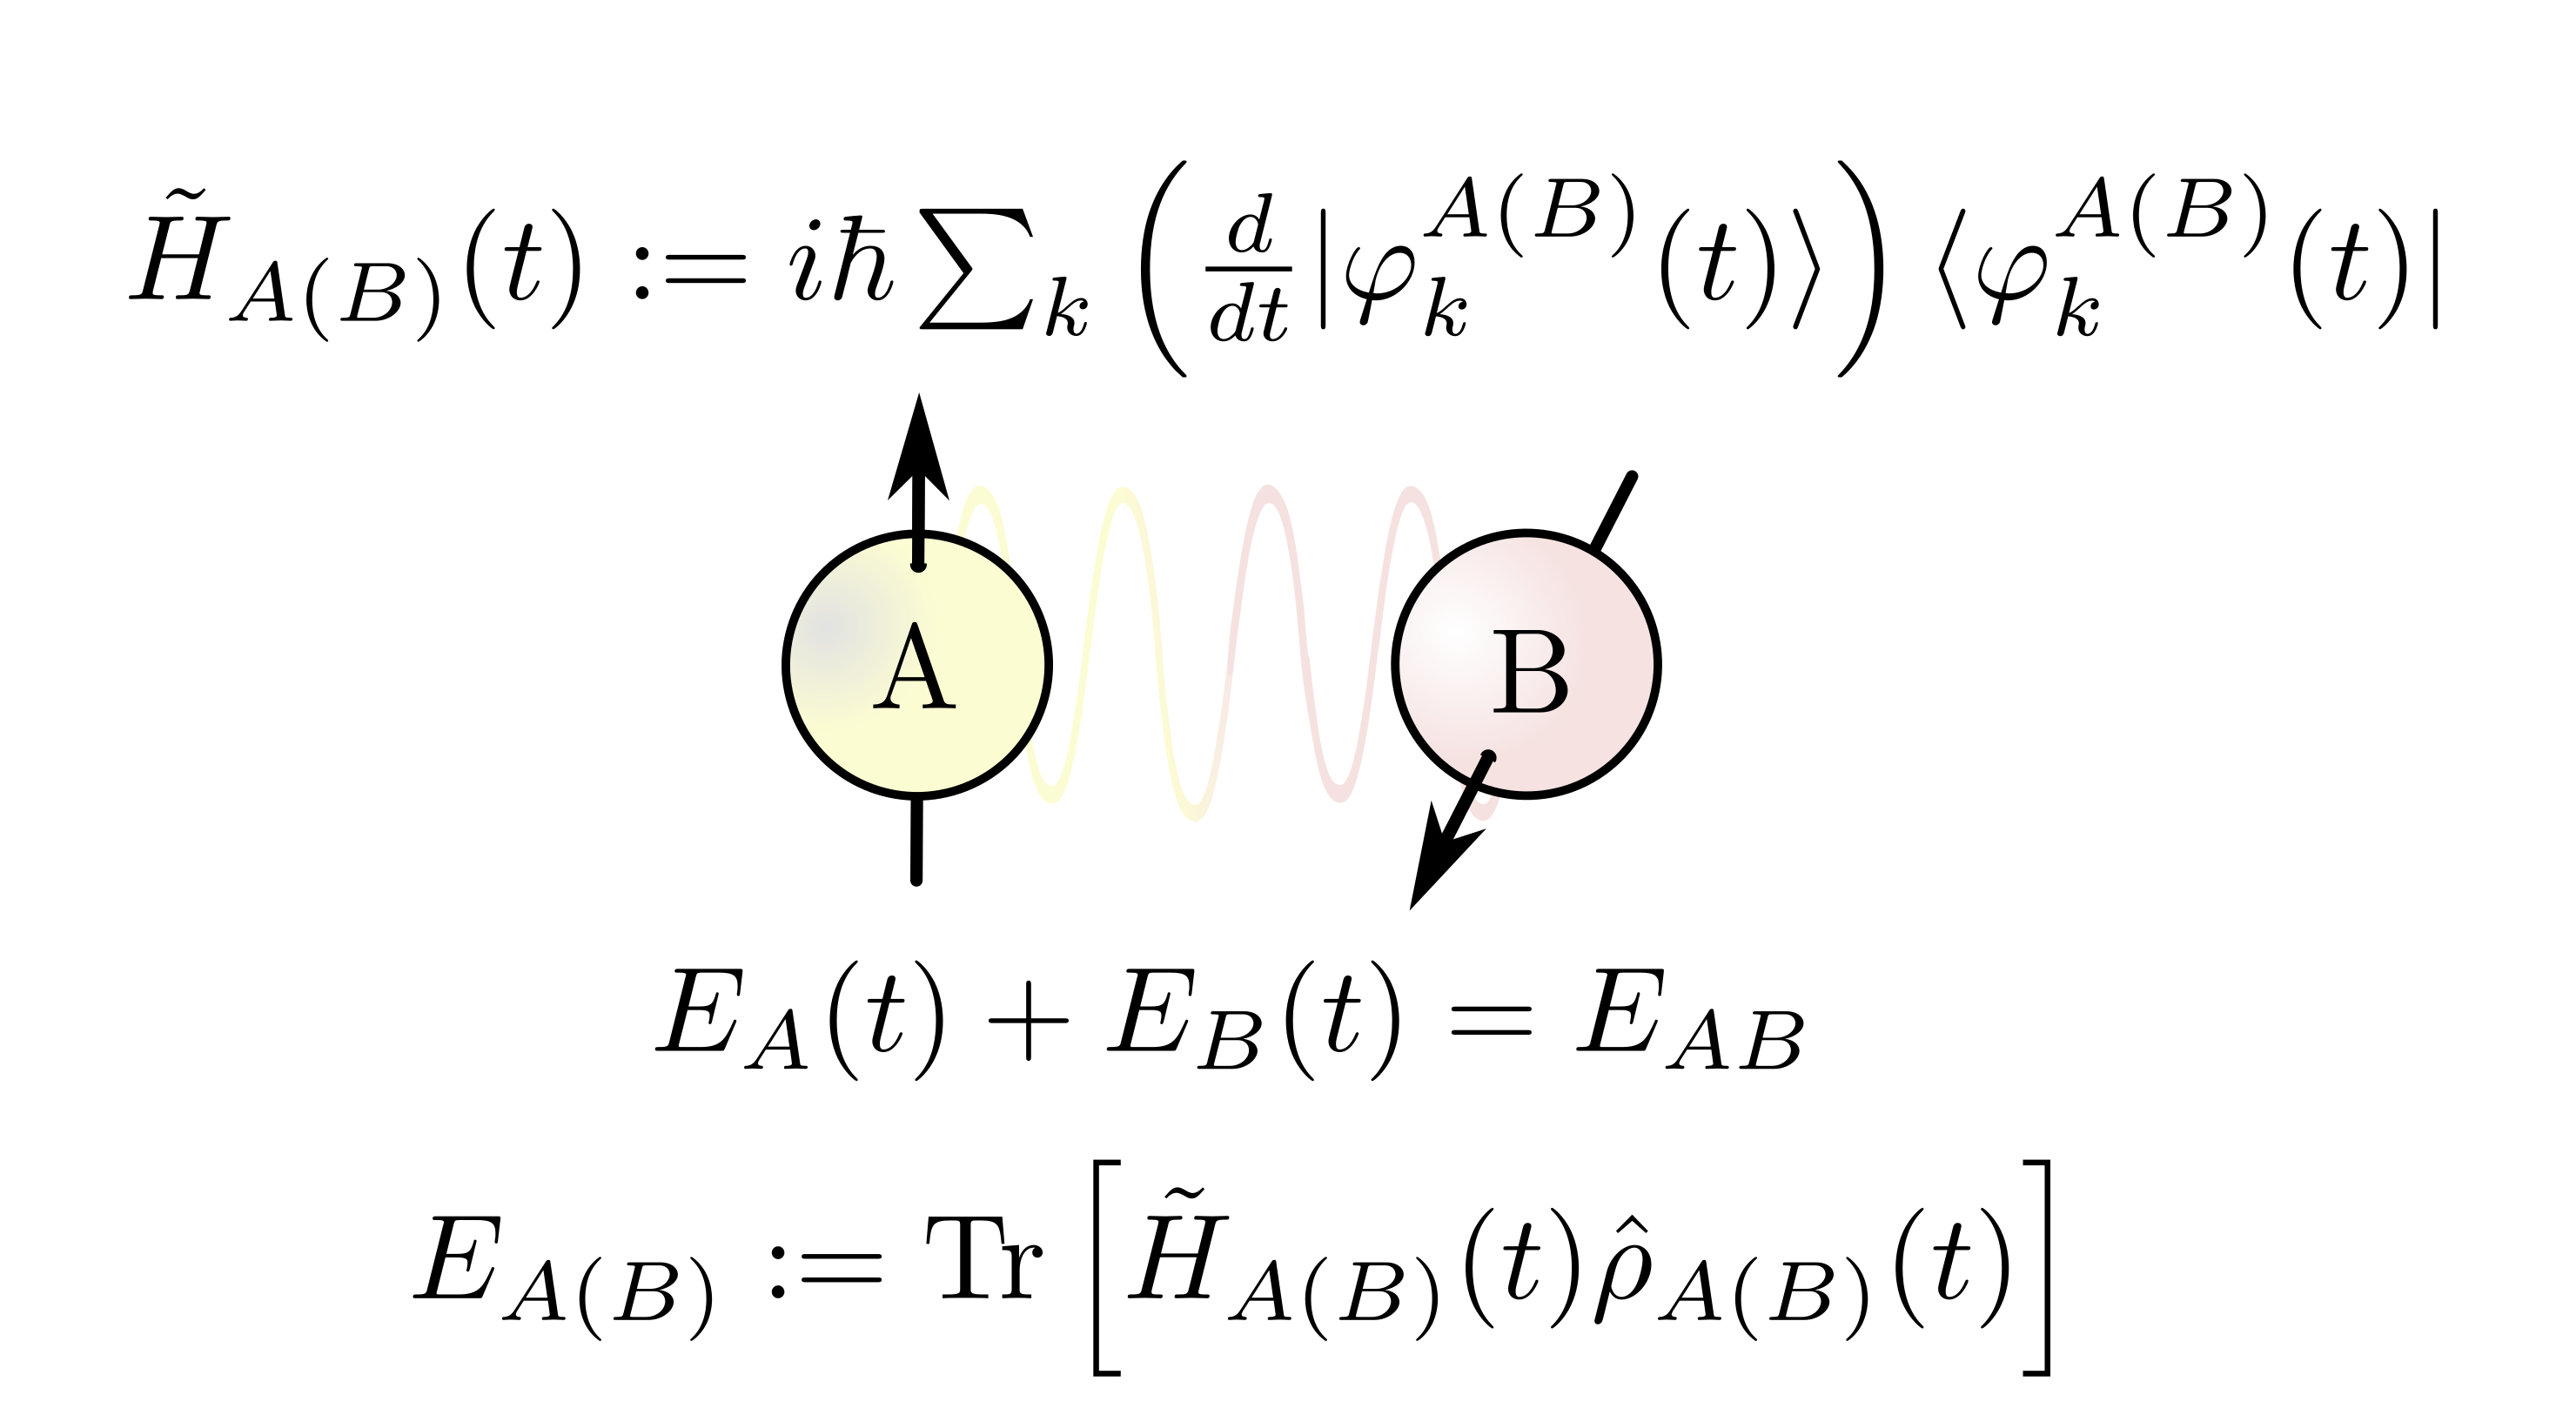 H̃_{A(B)}(t) := iℏ∑_k (d/dt |φ_k^{A(B)}(t)⟩) ⟨φ_k^{A(B)}(t)|
A B
E_A(t) + E_B(t) = E_{AB}
E_{A(B)} := Tr [H̃_{A(B)}(t)ρ̂_{A(B)}(t)]